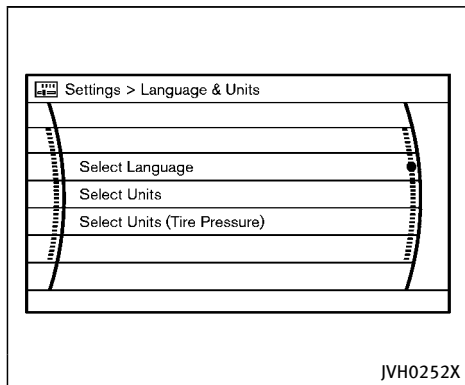 Settings > Language & Units
Select Language
Select Units
Select Units (Tire Pressure)
JVH0252X